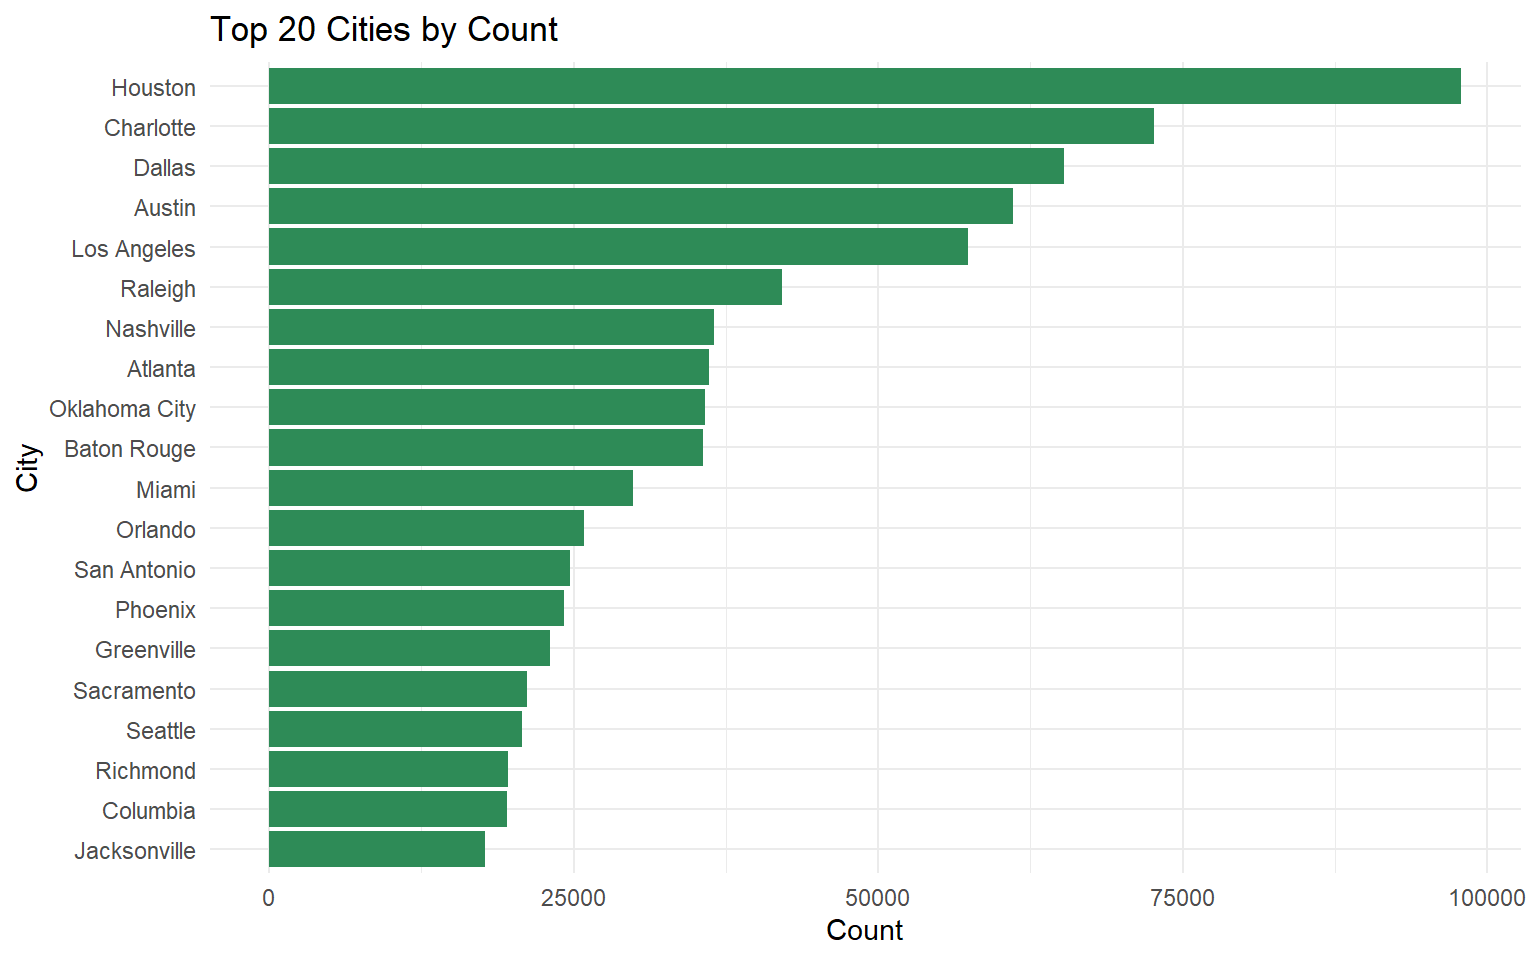 Top 20 Cities by Count
Houston
Charlotte
Dallas
Austin
Los Angeles
Raleigh
Nashville
Atlanta
Oklahoma City
Baton Rouge
Miami
Orlando
San Antonio
Phoenix
Greenville
Sacramento
Seattle
Richmond
Columbia
Jacksonville
City
0 25000 50000 75000 100000
Count